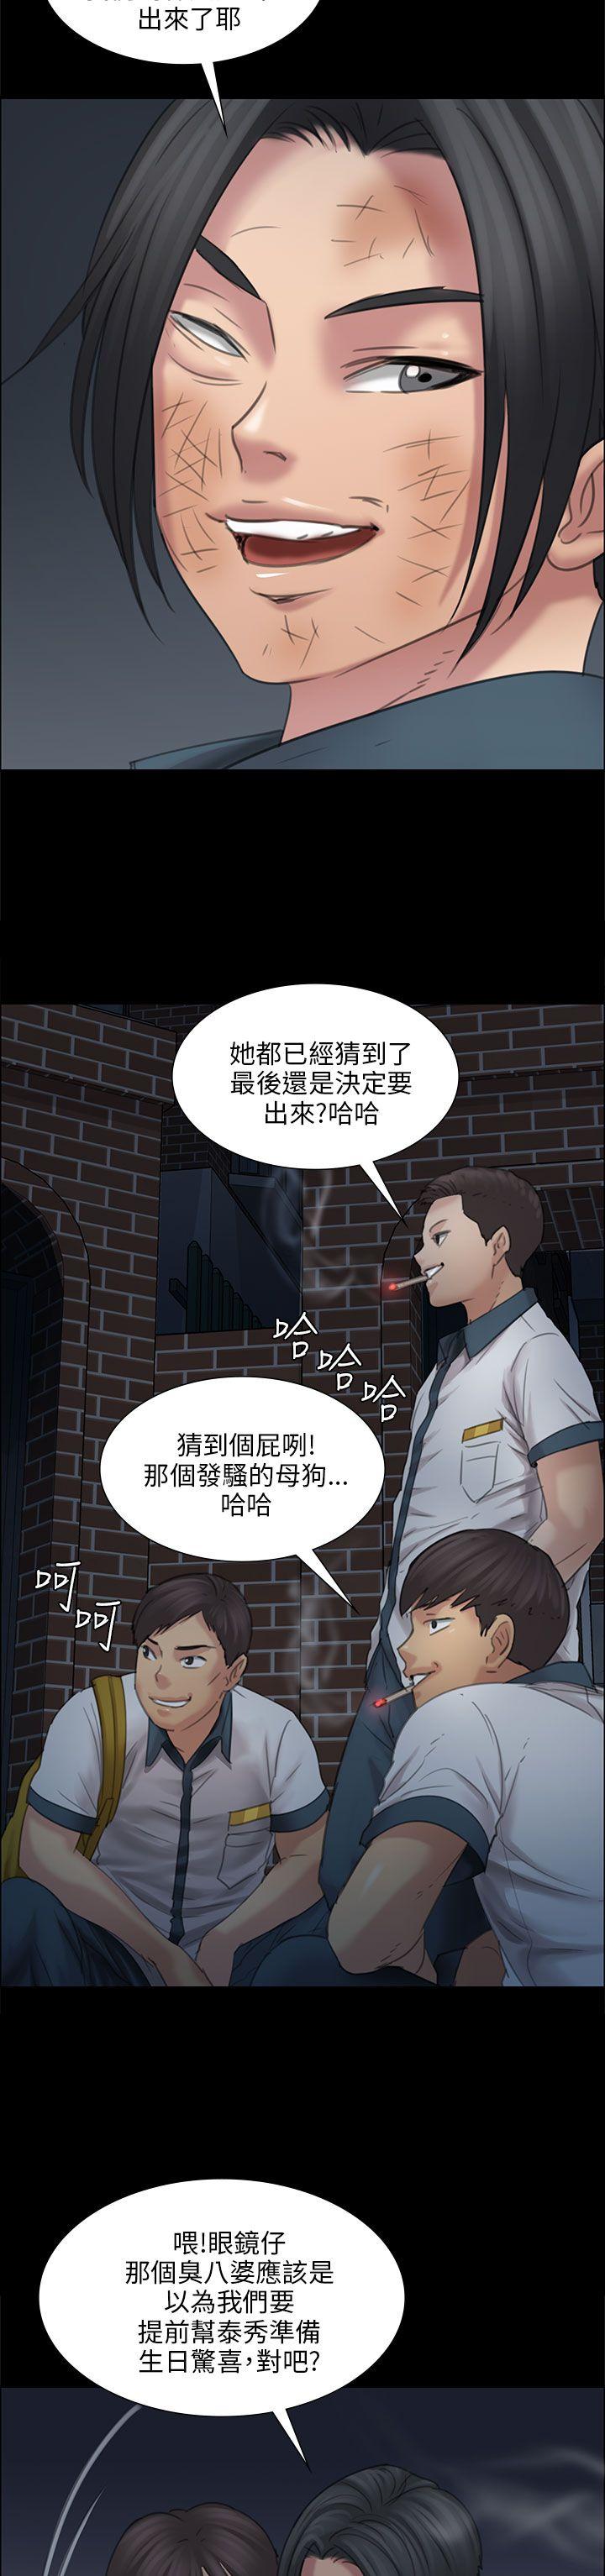 出來了耶
她都已經猜到了
最後還是決定要
出來?哈哈
哈
哈
哈
猜到個屁咧!
那個發騷的母狗...
哈哈
呵
呵
喂!眼鏡仔
那個臭八婆應該是
以為我們要
提前幫泰秀準備
生日驚喜,對吧?